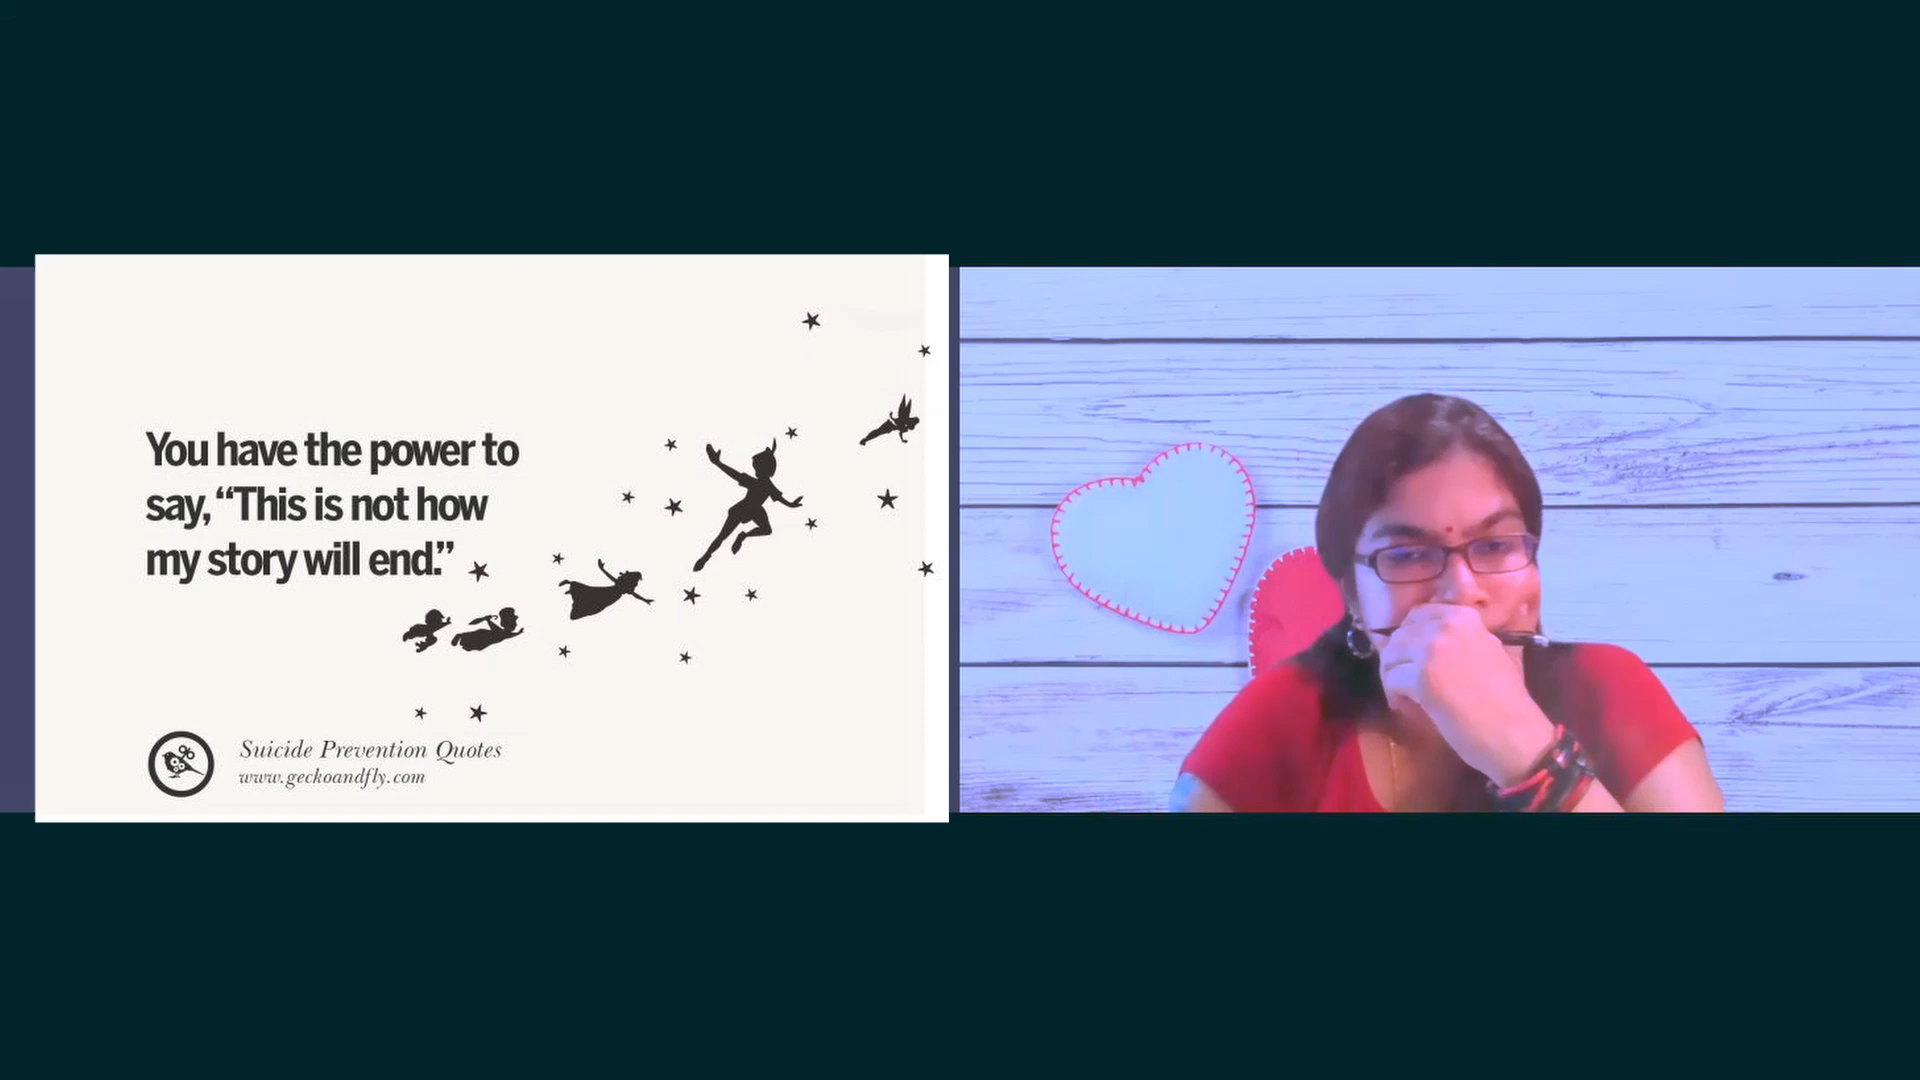 You have the power to
say, “This is not how
my story will end.”
Suicide Prevention Quotes
www.geckoandfly.com